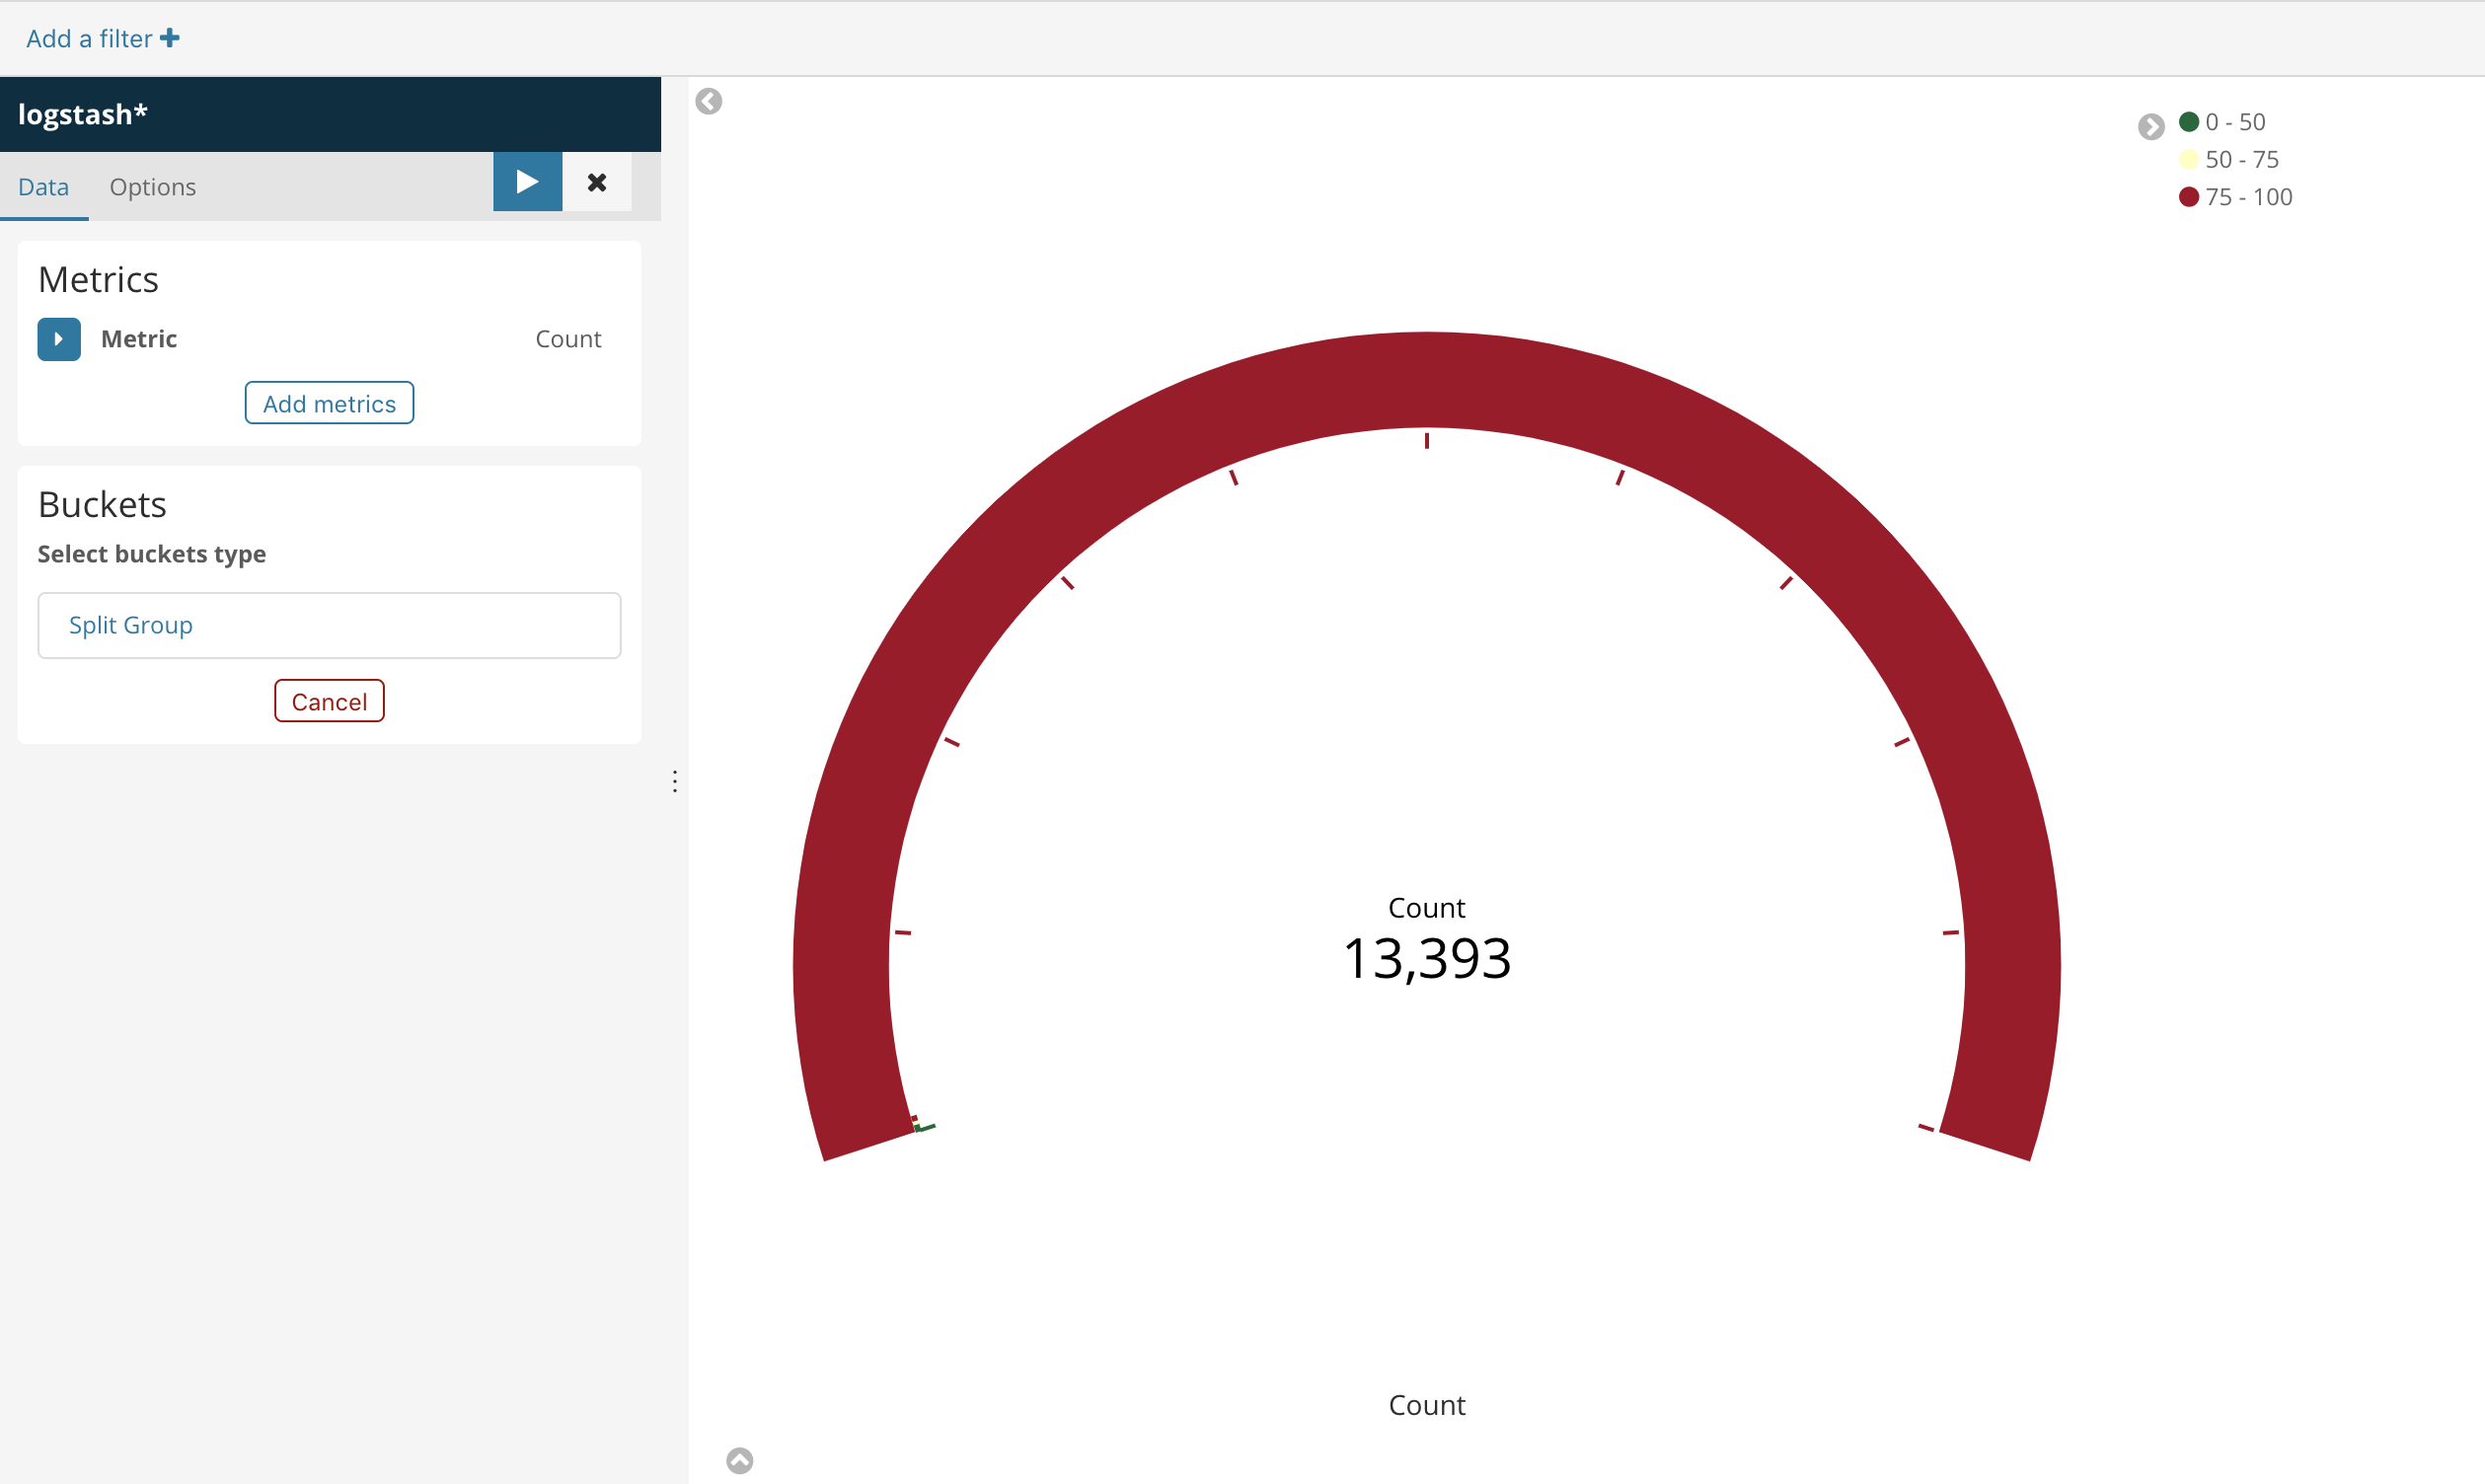 Add a filter
logstash*
Data Options
Metrics
Metric Count
Add metrics
Buckets
Select buckets type
Split Group
Cancel
0 - 50
50 - 75
75 - 100
Count
13,393
Count